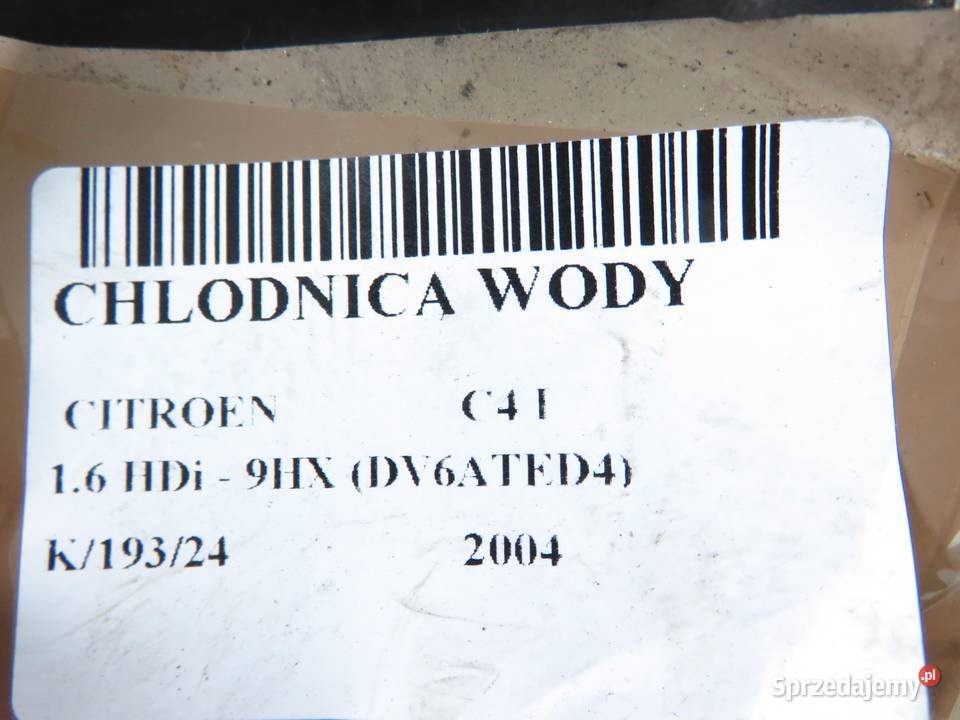 CHLODNICA WODY
CITROEN C4 I
1.6 HDi - 9HX (DV6ATED4)
K/193/24 2004
Sprzedajemy.pl